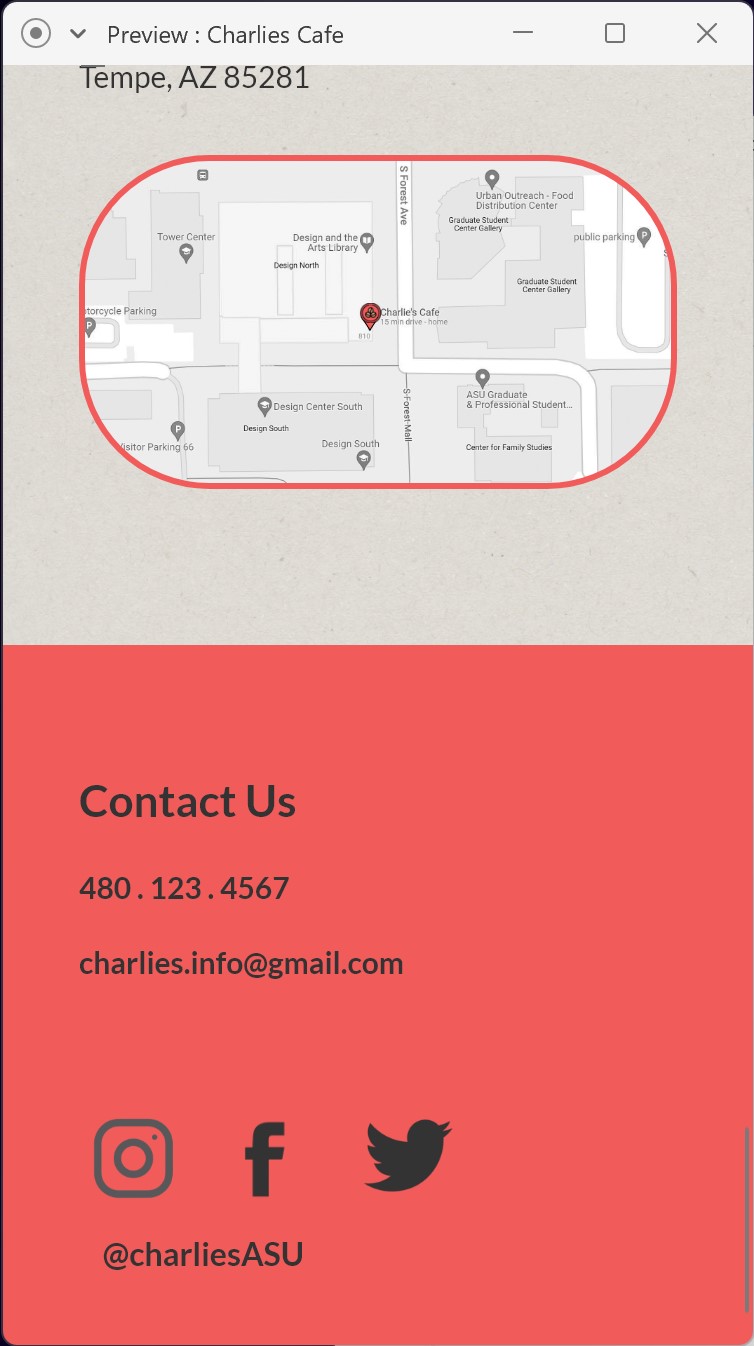 Preview : Charlies Cafe
Tempe, AZ 85281
S Forest Ave
Urban Outreach - Food
Distribution Center
Graduate Student
Center Gallery
Tower Center
Design and the
Arts Library
public parking
P
Design North
Graduate Student
Center Gallery
torcycle Parking
P
Charlie's Cafe
15 min drive - home
810
ASU Graduate
& Professional Student...
S Forest Mall
Design Center South
Design South
P
isitor Parking 66
Design South
Center for Family Studies
Contact Us
480 . 123 . 4567
charlies.info@gmail.com
f
@charliesASU